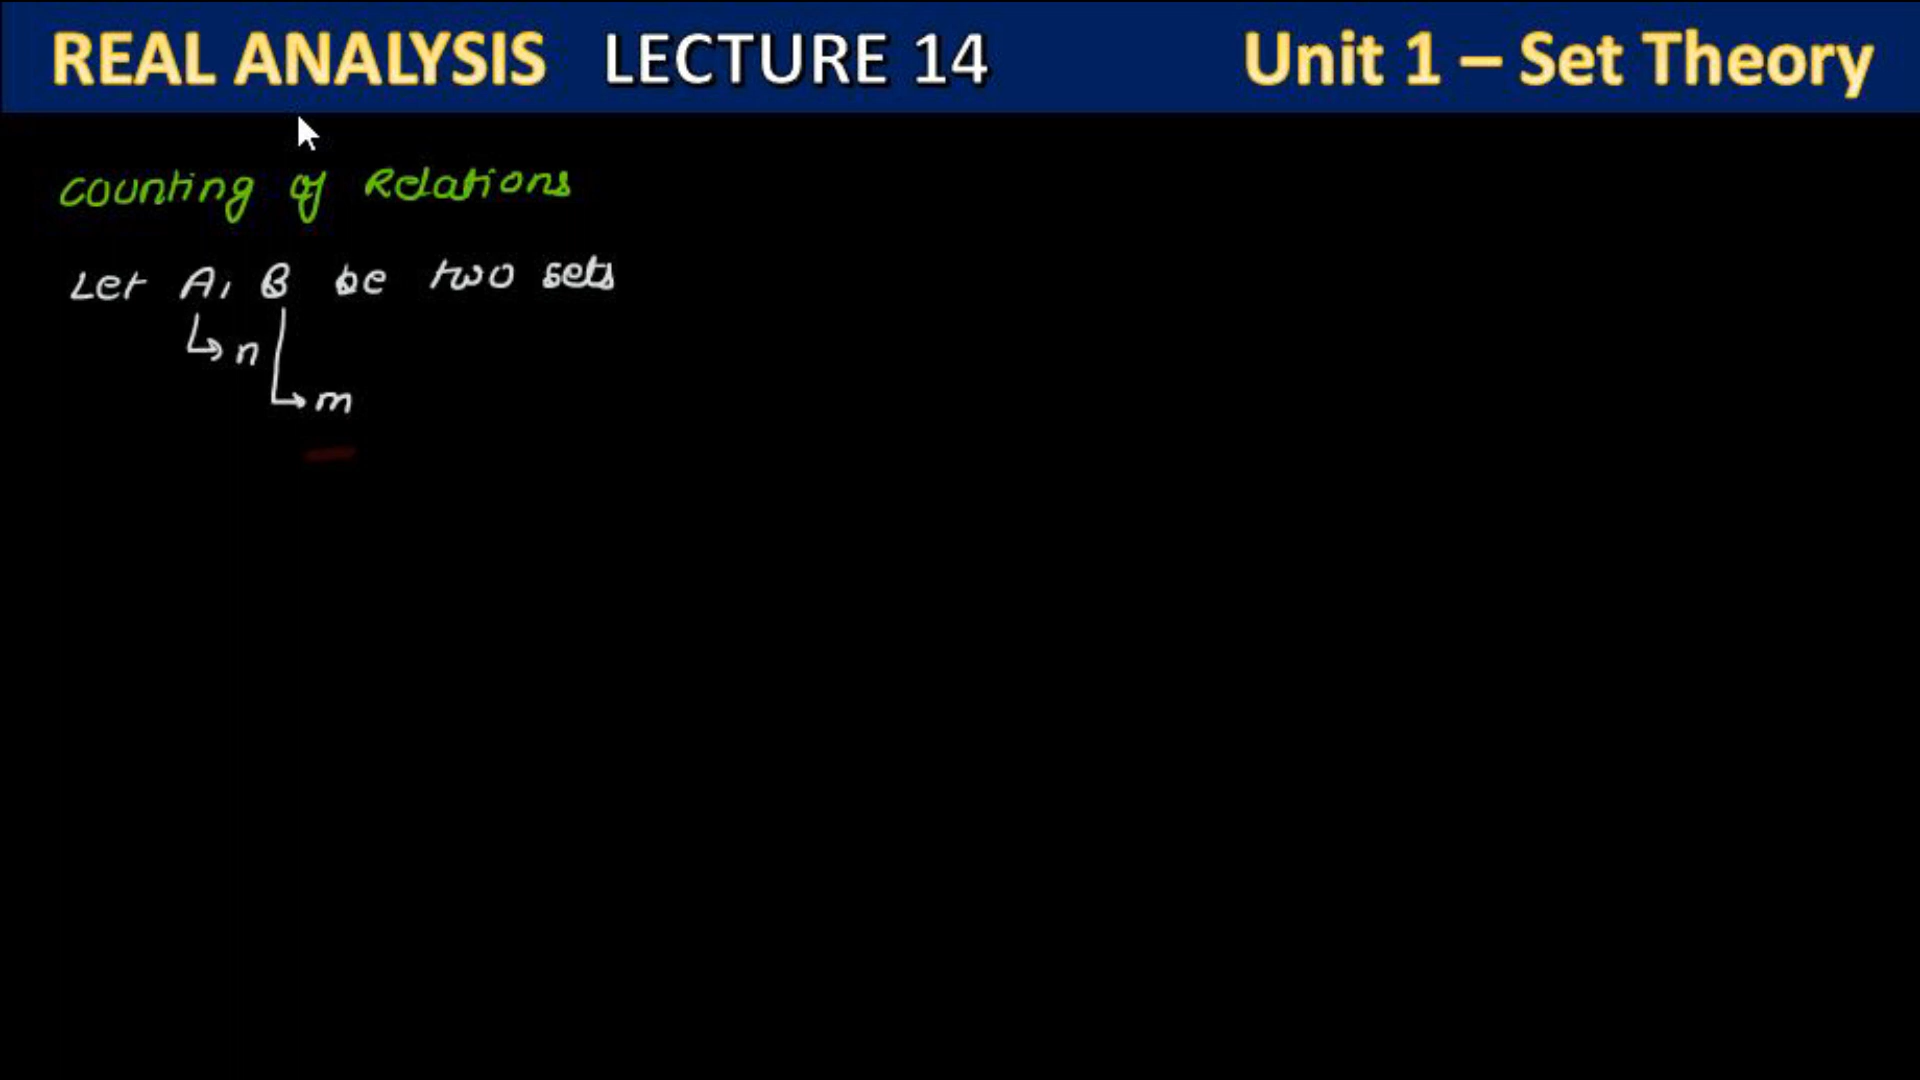 REAL ANALYSIS LECTURE 14 Unit 1 – Set Theory
counting of Relations
Let A, B be two sets
n
m